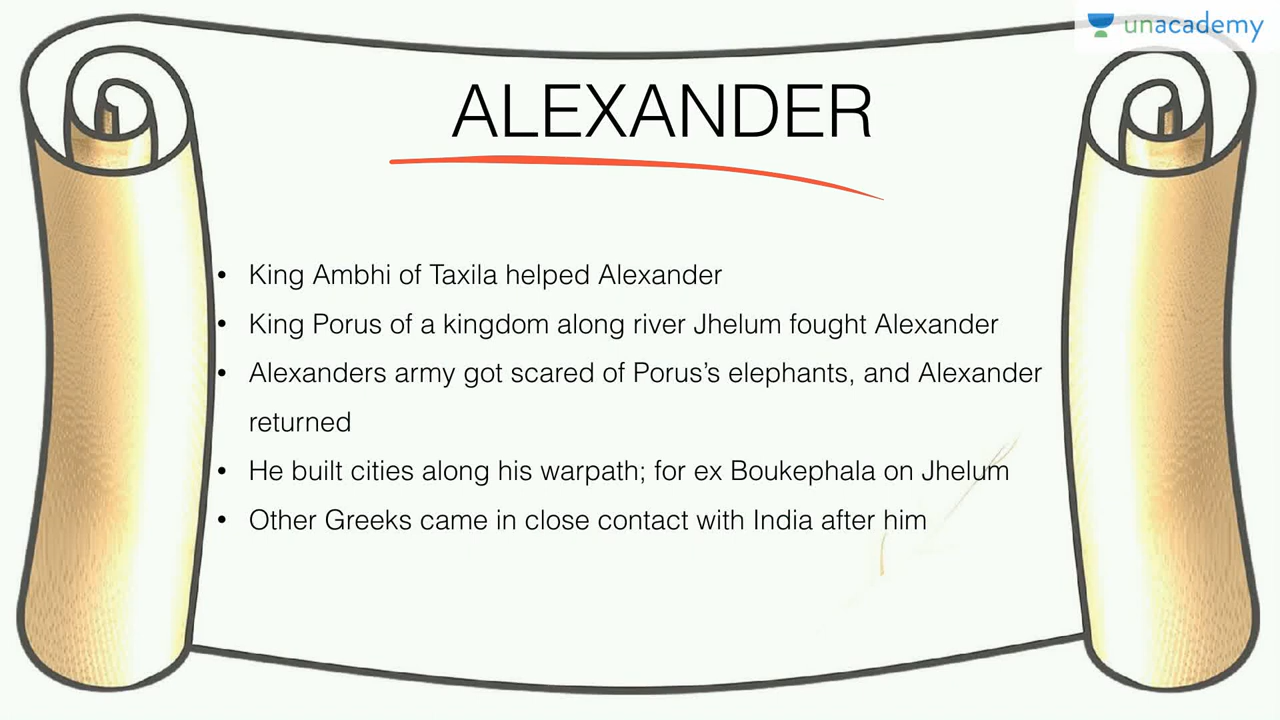 unacademy
ALEXANDER
• King Ambhi of Taxila helped Alexander
• King Porus of a kingdom along river Jhelum fought Alexander
• Alexanders army got scared of Porus’s elephants, and Alexander
returned
• He built cities along his warpath; for ex Boukephala on Jhelum
• Other Greeks came in close contact with India after him